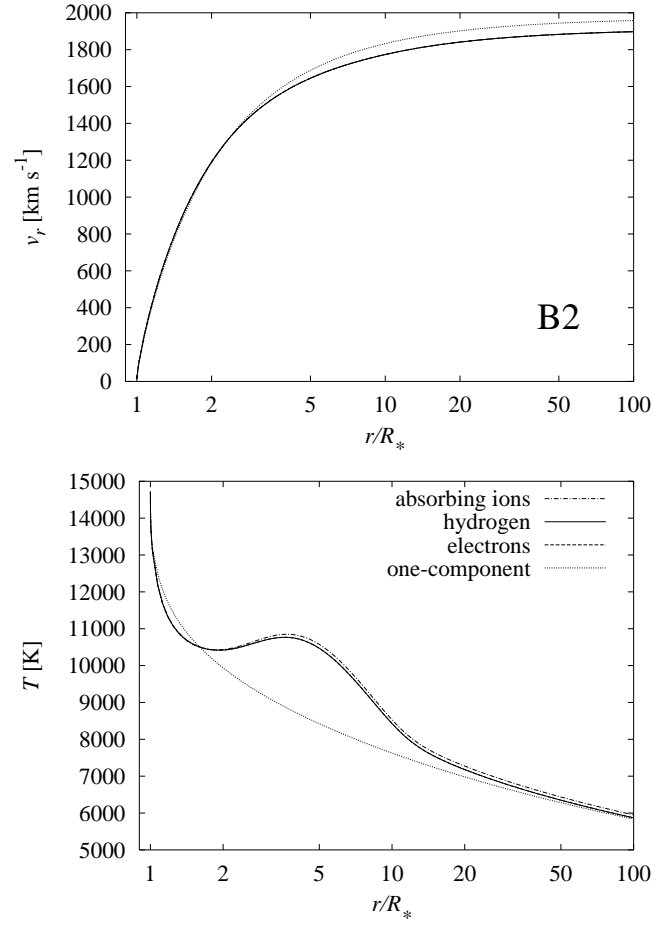 2000
1800
1600
1400
1200
1000
800
600
400
200
0
v_r [km s^-1]
B2
1 2 5 10 20 50 100
r/R_*
15000
14000
13000
12000
11000
10000
9000
8000
7000
6000
5000
T [K]
absorbing ions
hydrogen
electrons
one-component
1 2 5 10 20 50 100
r/R_*